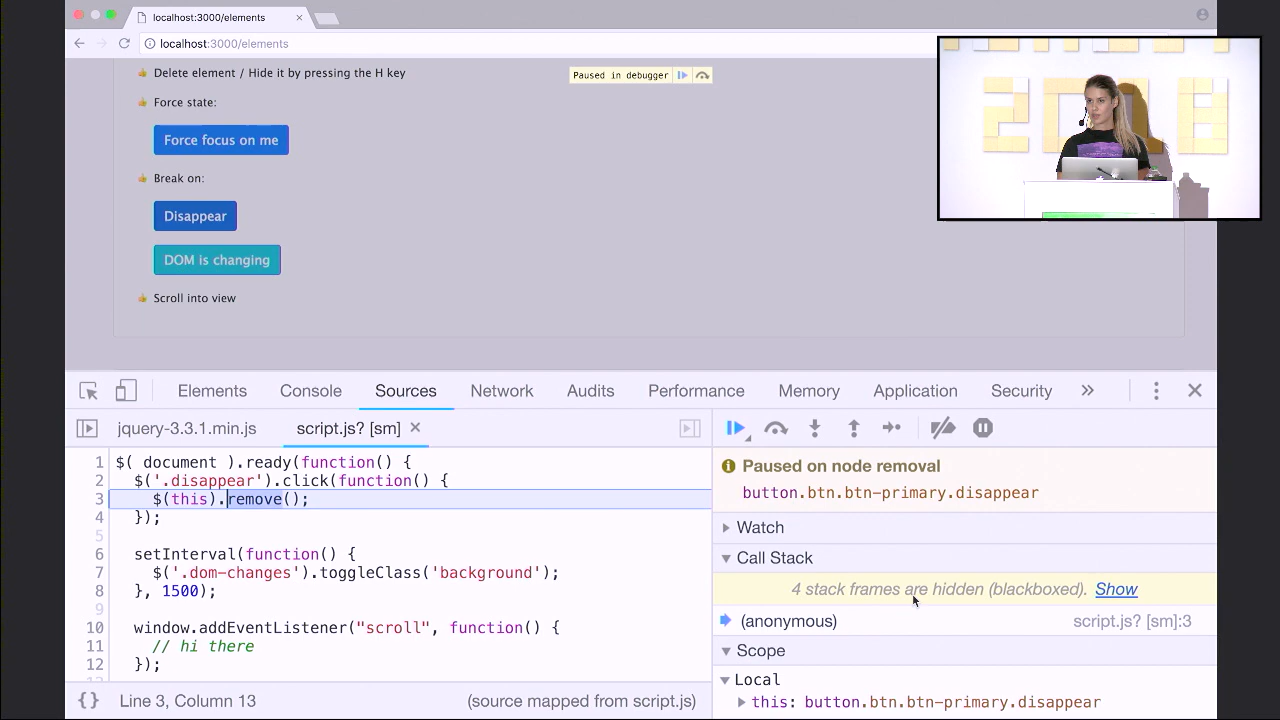 localhost:3000/elements
localhost:3000/elements
Delete element / Hide it by pressing the H key
Paused in debugger
Force state:
Force focus on me
Break on:
Disappear
DOM is changing
Scroll into view
2018
Elements Console Sources Network Audits Performance Memory Application Security
jquery-3.3.1.min.js script.js? [sm]
1 $( document ).ready(function() {
2 $('.disappear').click(function() {
3 $(this).remove();
4 });
5
6 setInterval(function() {
7 $('.dom-changes').toggleClass('background');
8 }, 1500);
9
10 window.addEventListener("scroll", function() {
11 // hi there
12 });
{} Line 3, Column 13 (source mapped from script.js)
Paused on node removal
button.btn.btn-primary.disappear
Watch
Call Stack
4 stack frames are hidden (blackboxed). Show
(anonymous) script.js? [sm]:3
Scope
Local
this: button.btn.btn-primary.disappear